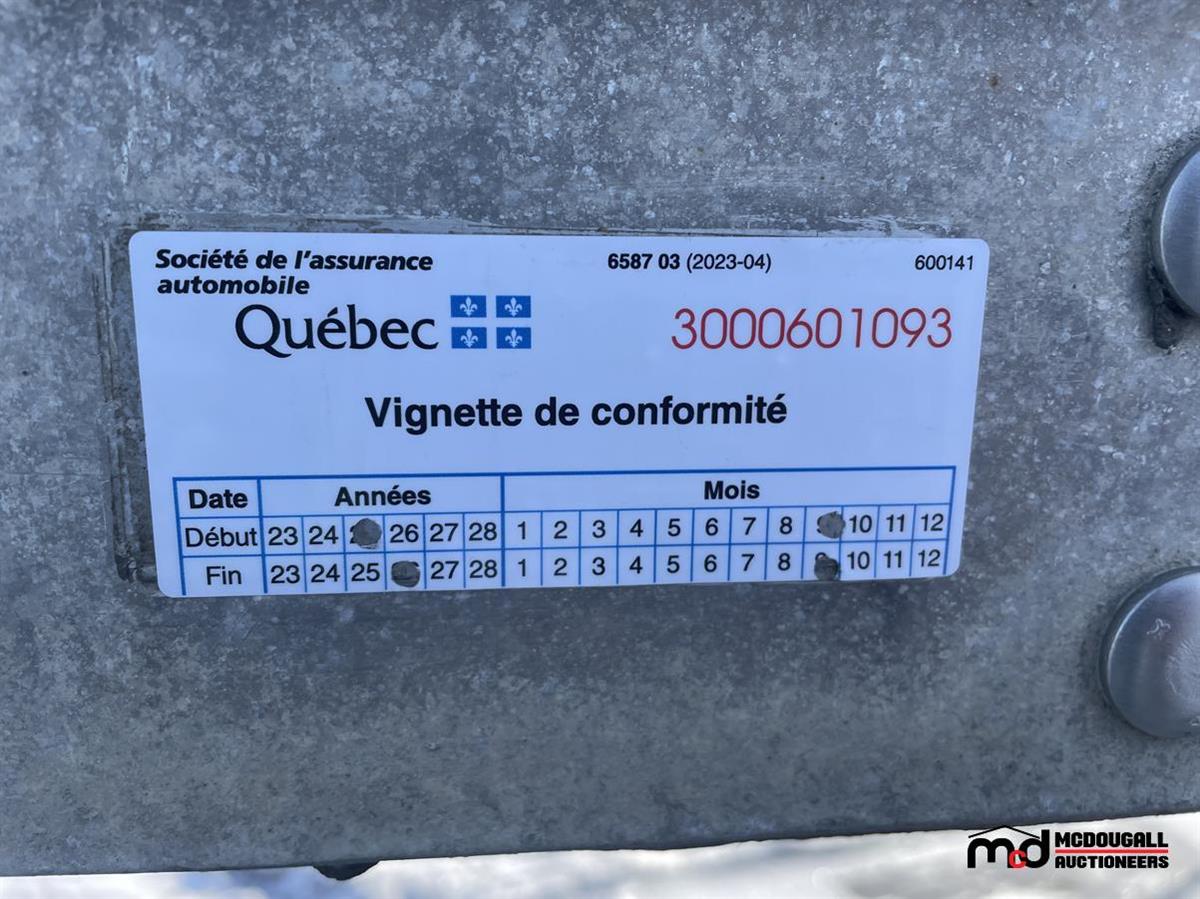 Société de l'assurance 6587 03 (2023-04) 600141
automobile
Québec 3000601093
Vignette de conformité
Date Années Mois
Début 23 24 26 27 28 1 2 3 4 5 6 7 8 10 11 12
Fin 23 24 25 27 28 1 2 3 4 5 6 7 8 10 11 12
mcd MCDOUGALL
AUCTIONEERS